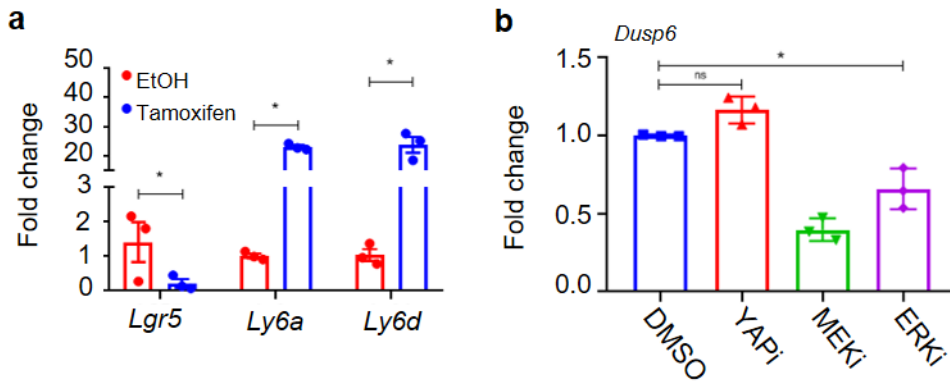 a
Fold change
50
40
30
20
3
2
1
0
EtOH
Tamoxifen
*
*
*
Lgr5
Ly6a
Ly6d
b
Dusp6
Fold change
1.5
1.0
0.5
0.0
ns
*
DMSO
YAPi
MEKi
ERKi